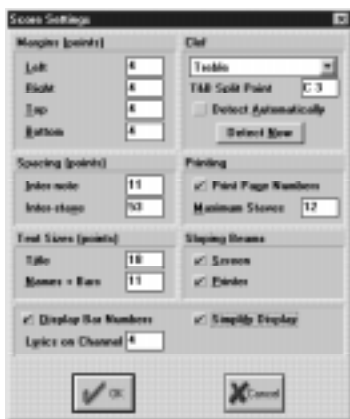 Score Settings
Margins (points)
Left 4
Right 4
Top 4
Bottom 4
Clef
Treble
T&B Split Point C 3
Detect Automatically
Detect Now
Spacing (points)
Inter-note 11
Inter-stave 53
Printing
Print Page Numbers
Maximum Staves 12
Text Sizes (points)
Title 18
Names + Bars 11
Sloping Beams
Screen
Printer
Display Bar Numbers
Lyrics on Channel 4
Simplify Display
OK
Cancel